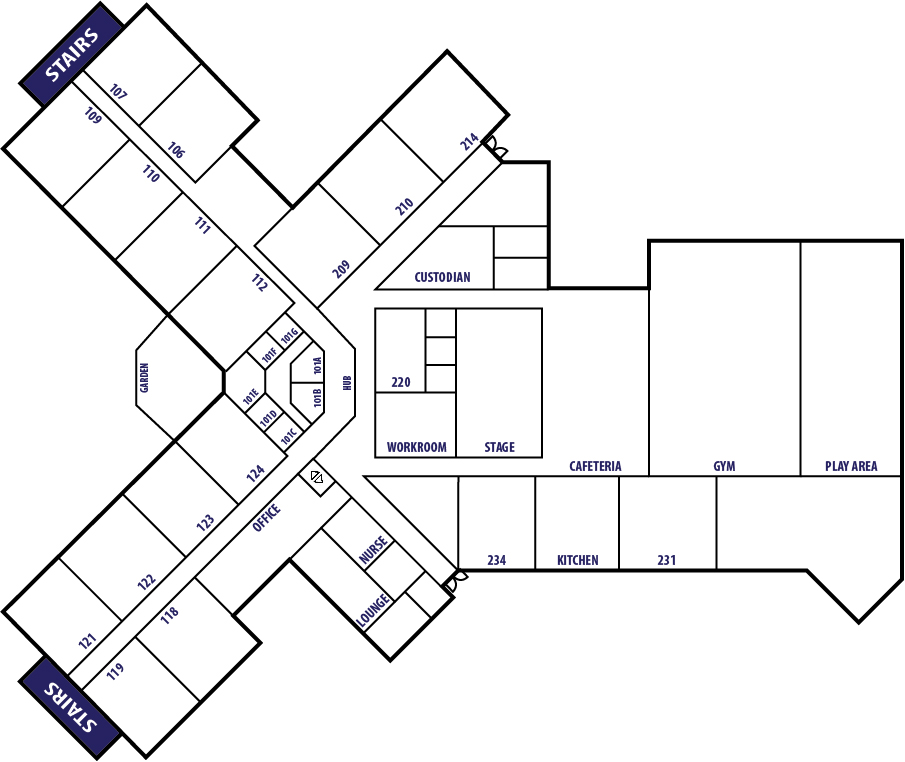 STAIRS
107
109
106
110
111
112
214
210
209
CUSTODIAN
101G
101F
101A
101E
101B
101D
101C
HUB
GARDEN
220
WORKROOM
STAGE
CAFETERIA
GYM
PLAY AREA
124
123
122
121
OFFICE
118
119
NURSE
LOUNGE
234
KITCHEN
231
STAIRS